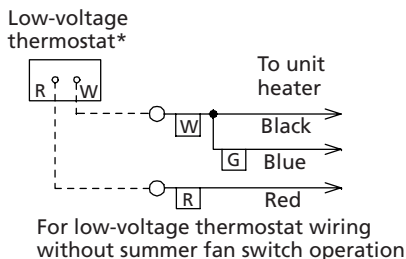 Low-voltage
thermostat*
R W
To unit
heater
W Black
G Blue
R Red
For low-voltage thermostat wiring
without summer fan switch operation